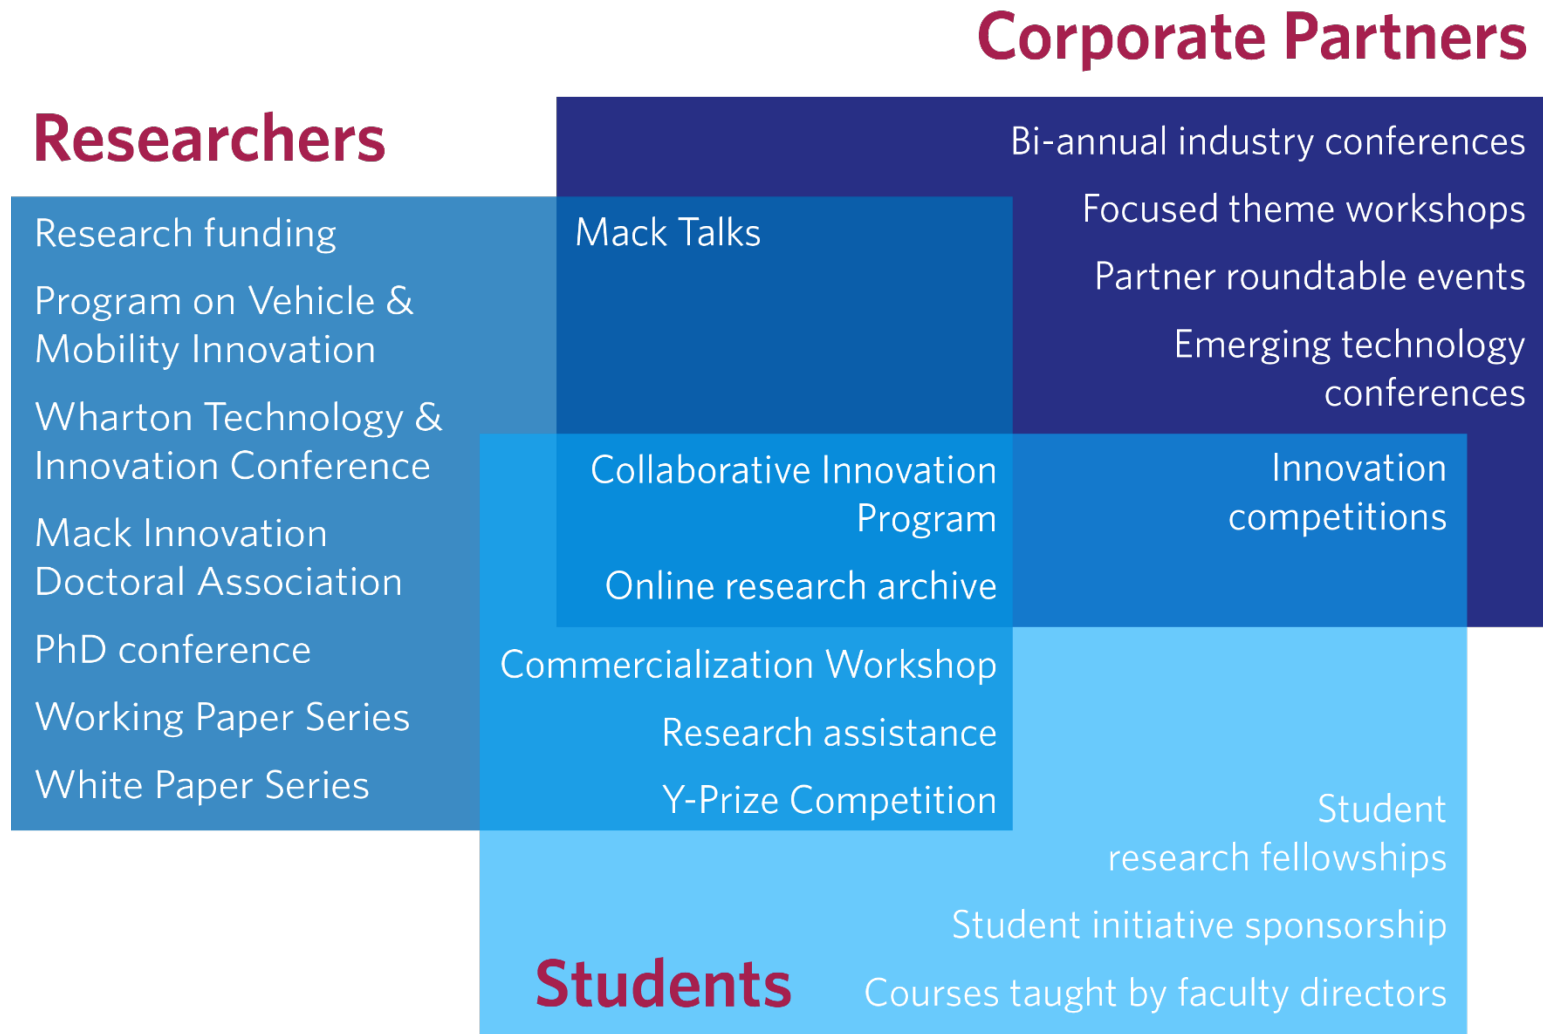 Corporate Partners
Bi-annual industry conferences
Focused theme workshops
Partner roundtable events
Emerging technology
conferences
Researchers
Research funding
Program on Vehicle &
Mobility Innovation
Wharton Technology &
Innovation Conference
Mack Innovation
Doctoral Association
PhD conference
Working Paper Series
White Paper Series
Mack Talks
Collaborative Innovation
Program
Online research archive
Innovation
competitions
Commercialization Workshop
Research assistance
Y-Prize Competition
Student
research fellowships
Student initiative sponsorship
Courses taught by faculty directors
Students